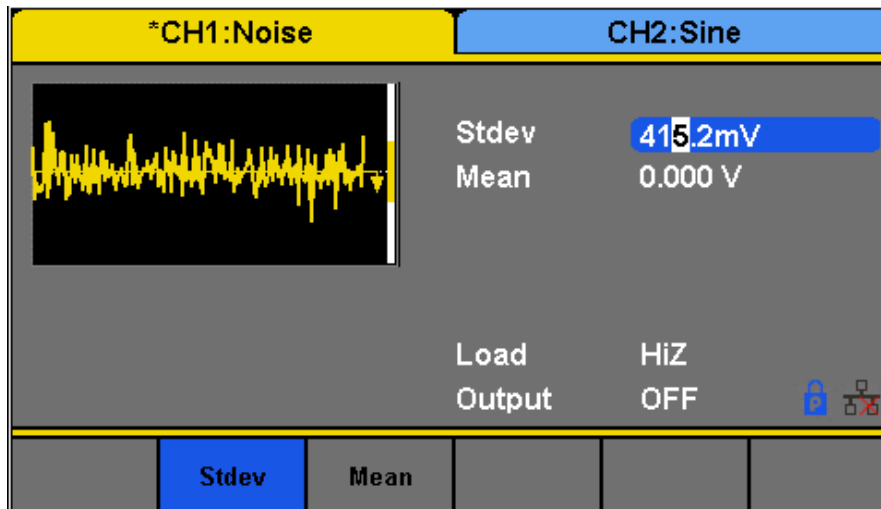 *CH1:Noise
CH2:Sine
Stdev 415.2mV
Mean 0.000 V
Load HiZ
Output OFF
P
Stdev Mean